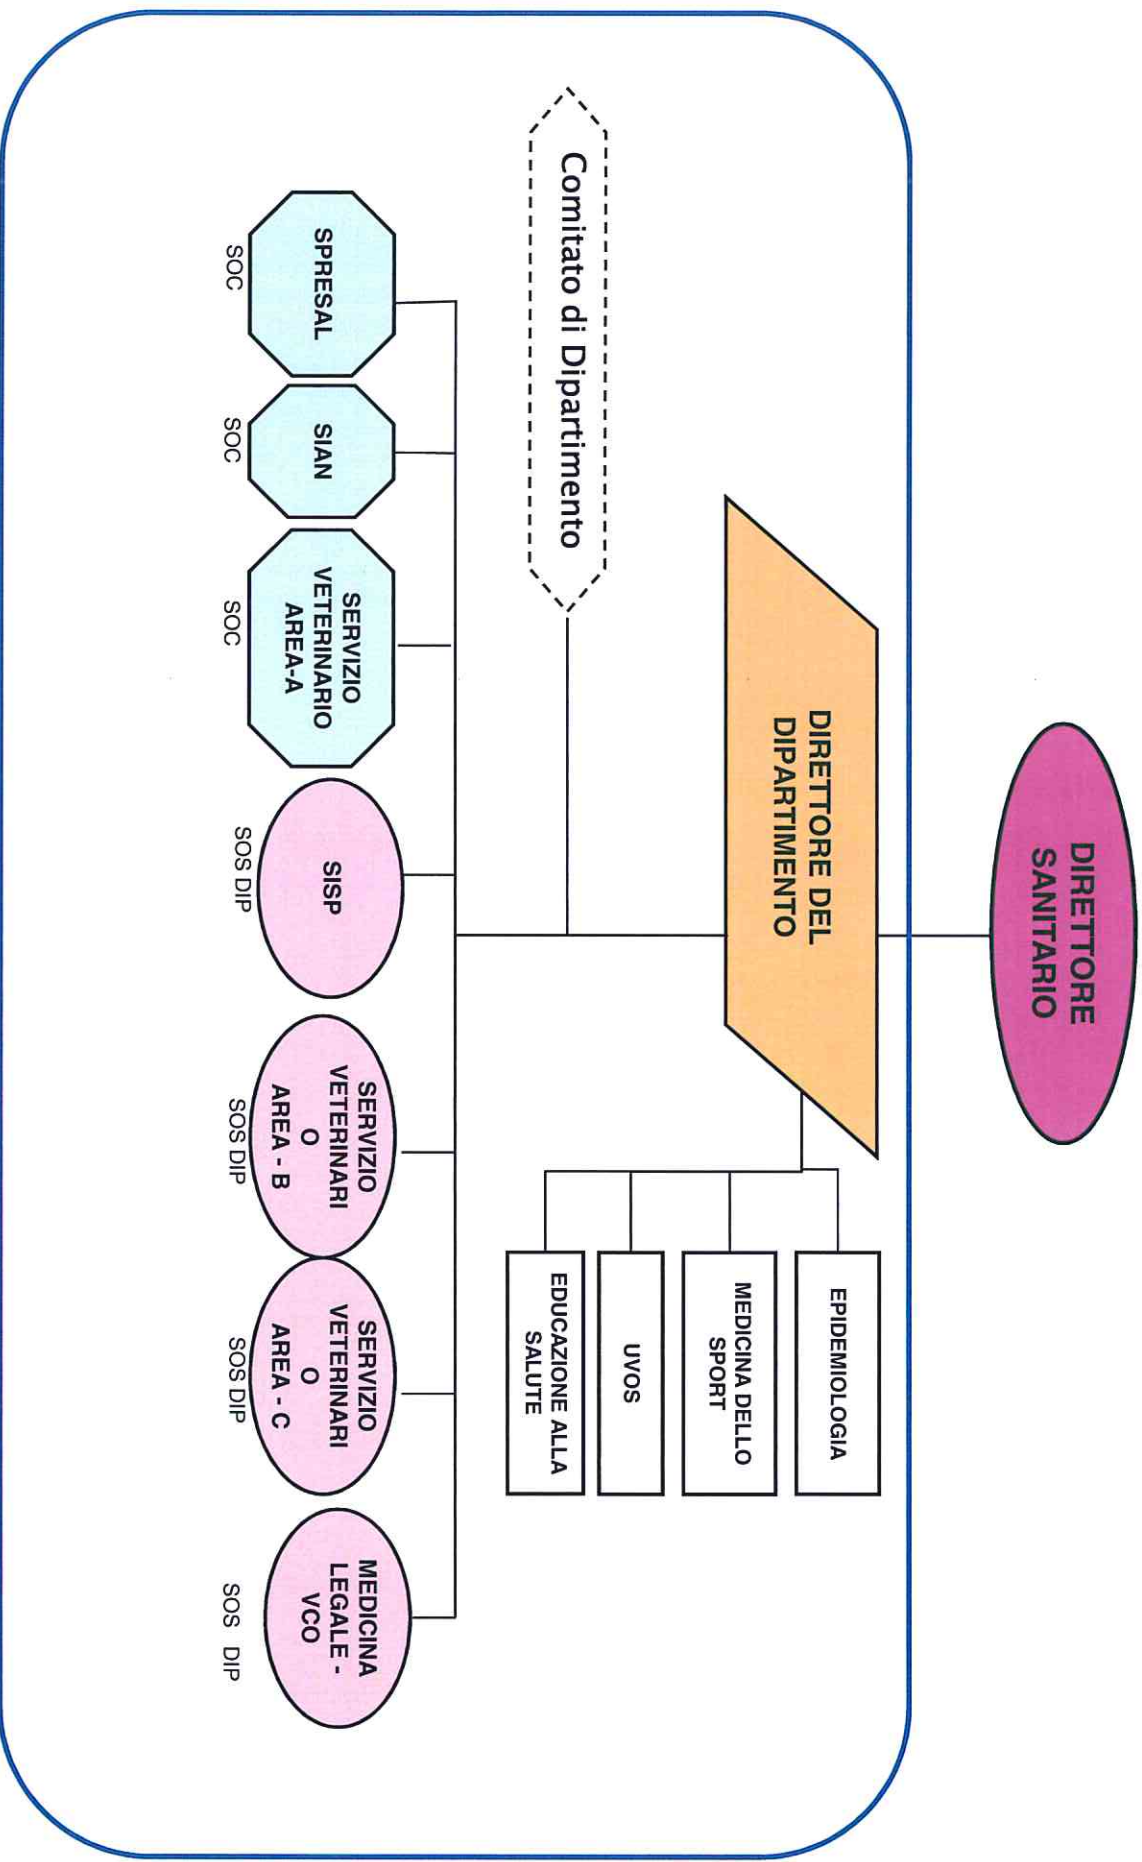 DIRETTORE
SANITARIO
DIRETTORE DEL
DIPARTIMENTO
EPIDEMIOLOGIA
MEDICINA DELLO
SPORT
UVOS
EDUCAZIONE ALLA
SALUTE
Comitato di Dipartimento
SPRESAL
SOC
SIAN
SOC
SERVIZIO
VETERINARIO
AREA-A
SOC
SISP
SOS DIP
SERVIZIO
VETERINARI
O
AREA - B
SOS DIP
SERVIZIO
VETERINARI
O
AREA - C
SOS DIP
MEDICINA
LEGALE -
VCO
SOS DIP